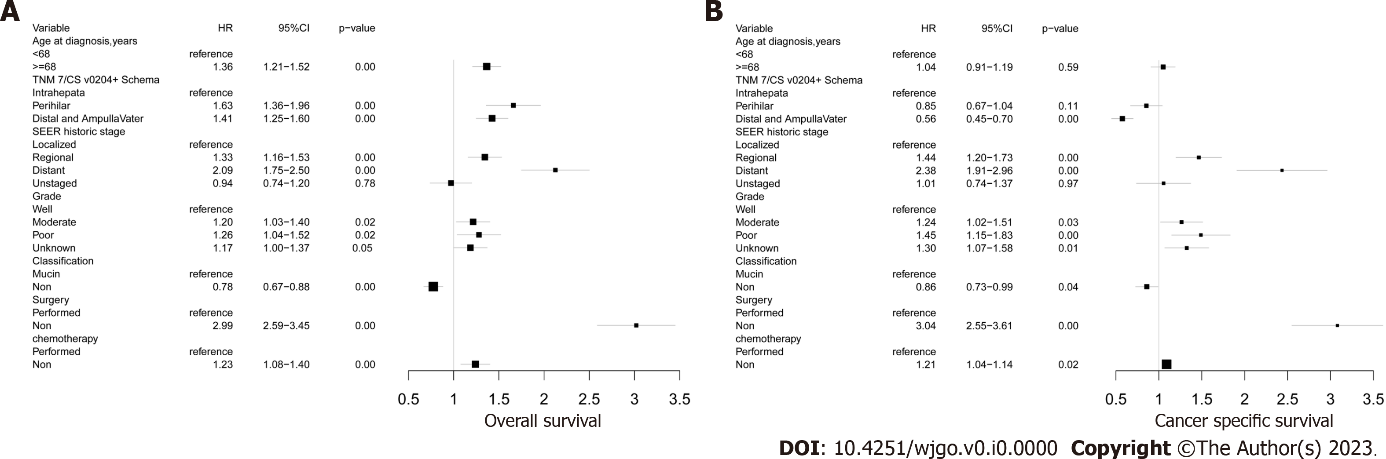 A
Variable HR 95%CI p−value
Age at diagnosis,years
<68 reference
>=68 1.36 1.21−1.52 0.00
TNM 7/CS v0204+ Schema
Intrahepata reference
Perihilar 1.63 1.36−1.96 0.00
Distal and AmpullaVater 1.41 1.25−1.60 0.00
SEER historic stage
Localized reference
Regional 1.33 1.16−1.53 0.00
Distant 2.09 1.75−2.50 0.00
Unstaged 0.94 0.74−1.20 0.78
Grade
Well reference
Moderate 1.20 1.03−1.40 0.02
Poor 1.26 1.04−1.52 0.02
Unknown 1.17 1.00−1.37 0.05
Classification
Mucin reference
Non 0.78 0.67−0.88 0.00
Surgery
Performed reference
Non 2.99 2.59−3.45 0.00
chemotherapy
Performed reference
Non 1.23 1.08−1.40 0.00
0.5 1 1.5 2 2.5 3 3.5
Overall survival
B
Variable HR 95%CI p−value
Age at diagnosis,years
<68 reference
>=68 1.04 0.91−1.19 0.59
TNM 7/CS v0204+ Schema
Intrahepata reference
Perihilar 0.85 0.67−1.04 0.11
Distal and AmpullaVater 0.56 0.45−0.70 0.00
SEER historic stage
Localized reference
Regional 1.44 1.20−1.73 0.00
Distant 2.38 1.91−2.96 0.00
Unstaged 1.01 0.74−1.37 0.97
Grade
Well reference
Moderate 1.24 1.02−1.51 0.03
Poor 1.45 1.15−1.83 0.00
Unknown 1.30 1.07−1.58 0.01
Classification
Mucin reference
Non 0.86 0.73−0.99 0.04
Surgery
Performed reference
Non 3.04 2.55−3.61 0.00
chemotherapy
Performed reference
Non 1.21 1.04−1.14 0.02
0.5 1 1.5 2 2.5 3 3.5
Cancer specific survival
DOI: 10.4251/wjgo.v0.i0.0000 Copyright ©The Author(s) 2023.